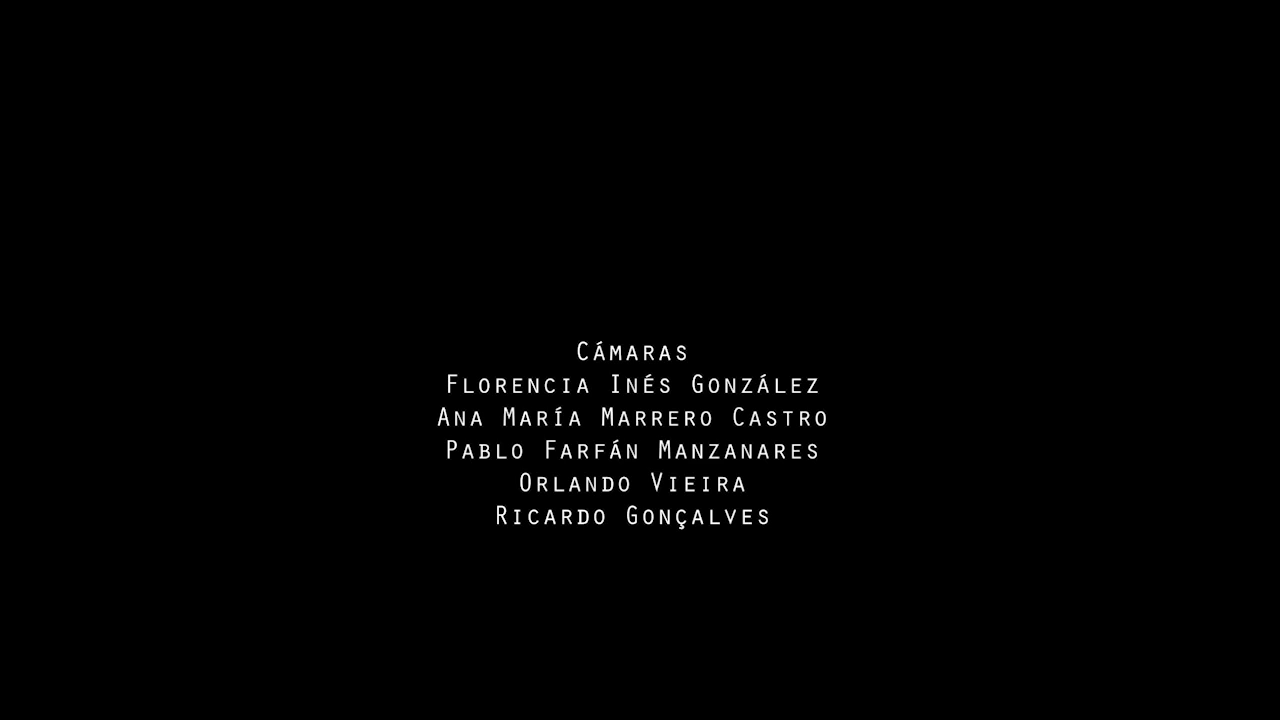 Cámaras
Florencia Inés González
Ana María Marrero Castro
Pablo Farfán Manzanares
Orlando Vieira
Ricardo Gonçalves